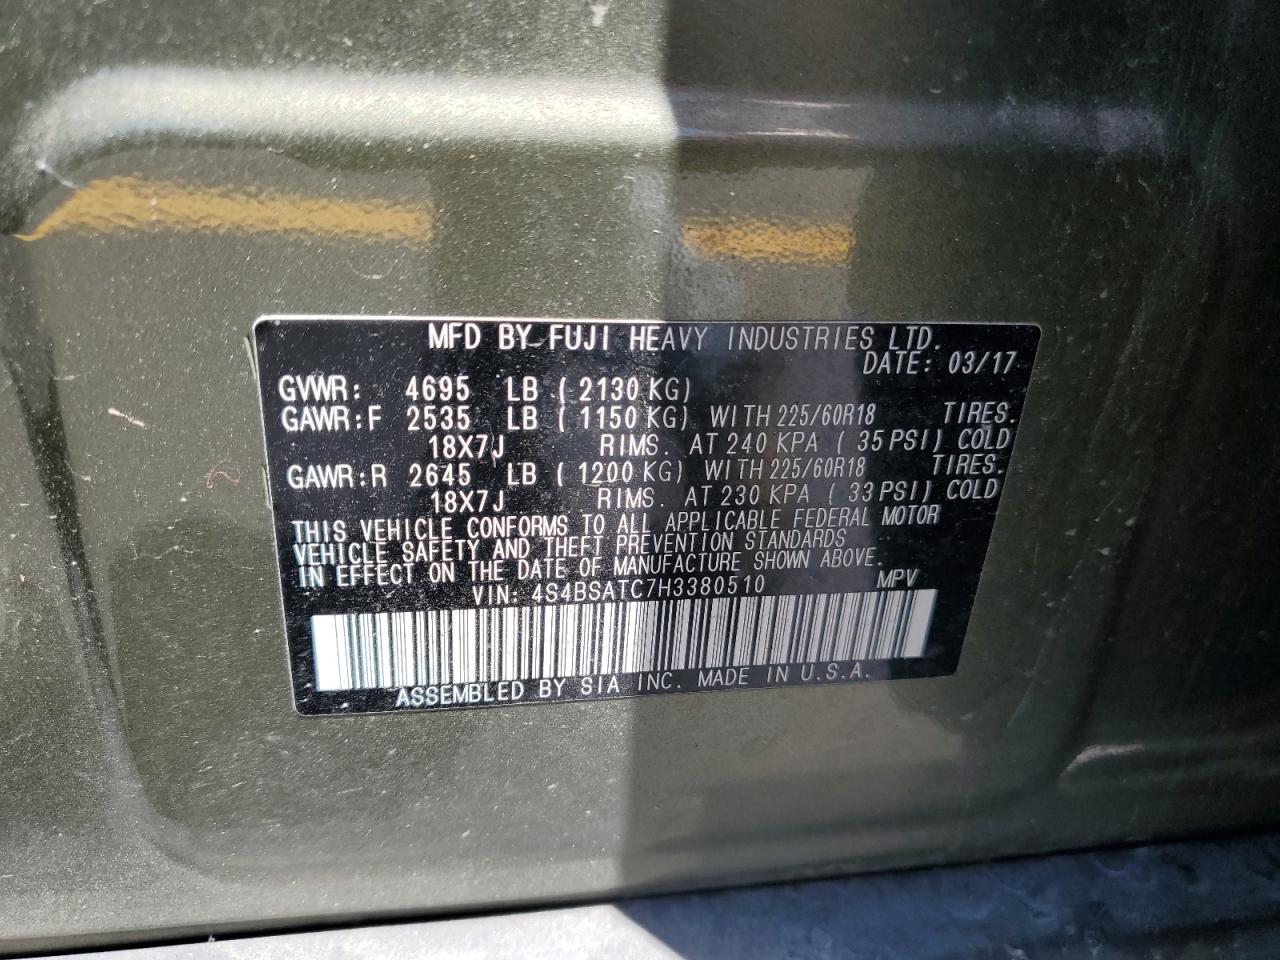 MFD BY FUJI HEAVY INDUSTRIES LTD.
DATE: 03/17
GVWR: 4695 LB ( 2130 KG)
GAWR:F 2535 LB ( 1150 KG) WITH 225/60R18 TIRES.
18X7J RIMS. AT 240 KPA ( 35 PSI) COLD
GAWR:R 2645 LB ( 1200 KG) WITH 225/60R18 TIRES.
18X7J RIMS. AT 230 KPA ( 33 PSI) COLD
THIS VEHICLE CONFORMS TO ALL APPLICABLE FEDERAL MOTOR
VEHICLE SAFETY AND THEFT PREVENTION STANDARDS
IN EFFECT ON THE DATE OF MANUFACTURE SHOWN ABOVE.
VIN: 4S4BSATC7H3380510 MPV
ASSEMBLED BY SIA INC. MADE IN U.S.A.